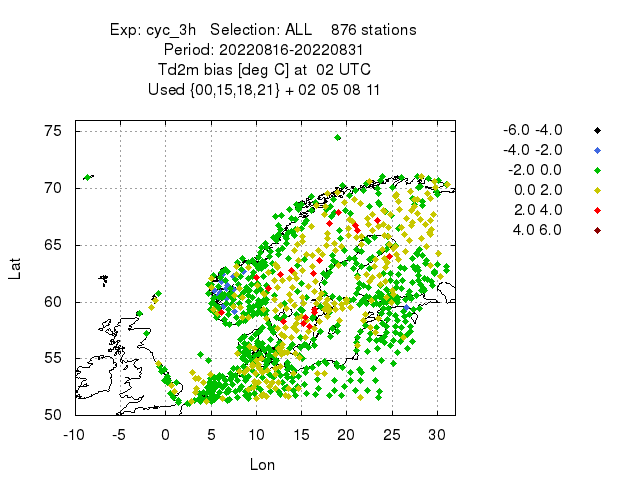 Exp: cyc_3h   Selection: ALL    876 stations
Period: 20220816-20220831
Td2m bias [deg C] at  02 UTC
Used {00,15,18,21} + 02 05 08 11
-6.0 -4.0
-4.0 -2.0
-2.0 0.0
0.0 2.0
2.0 4.0
4.0 6.0
75
70
65
60
55
50
Lat
-10 -5 0 5 10 15 20 25 30
Lon